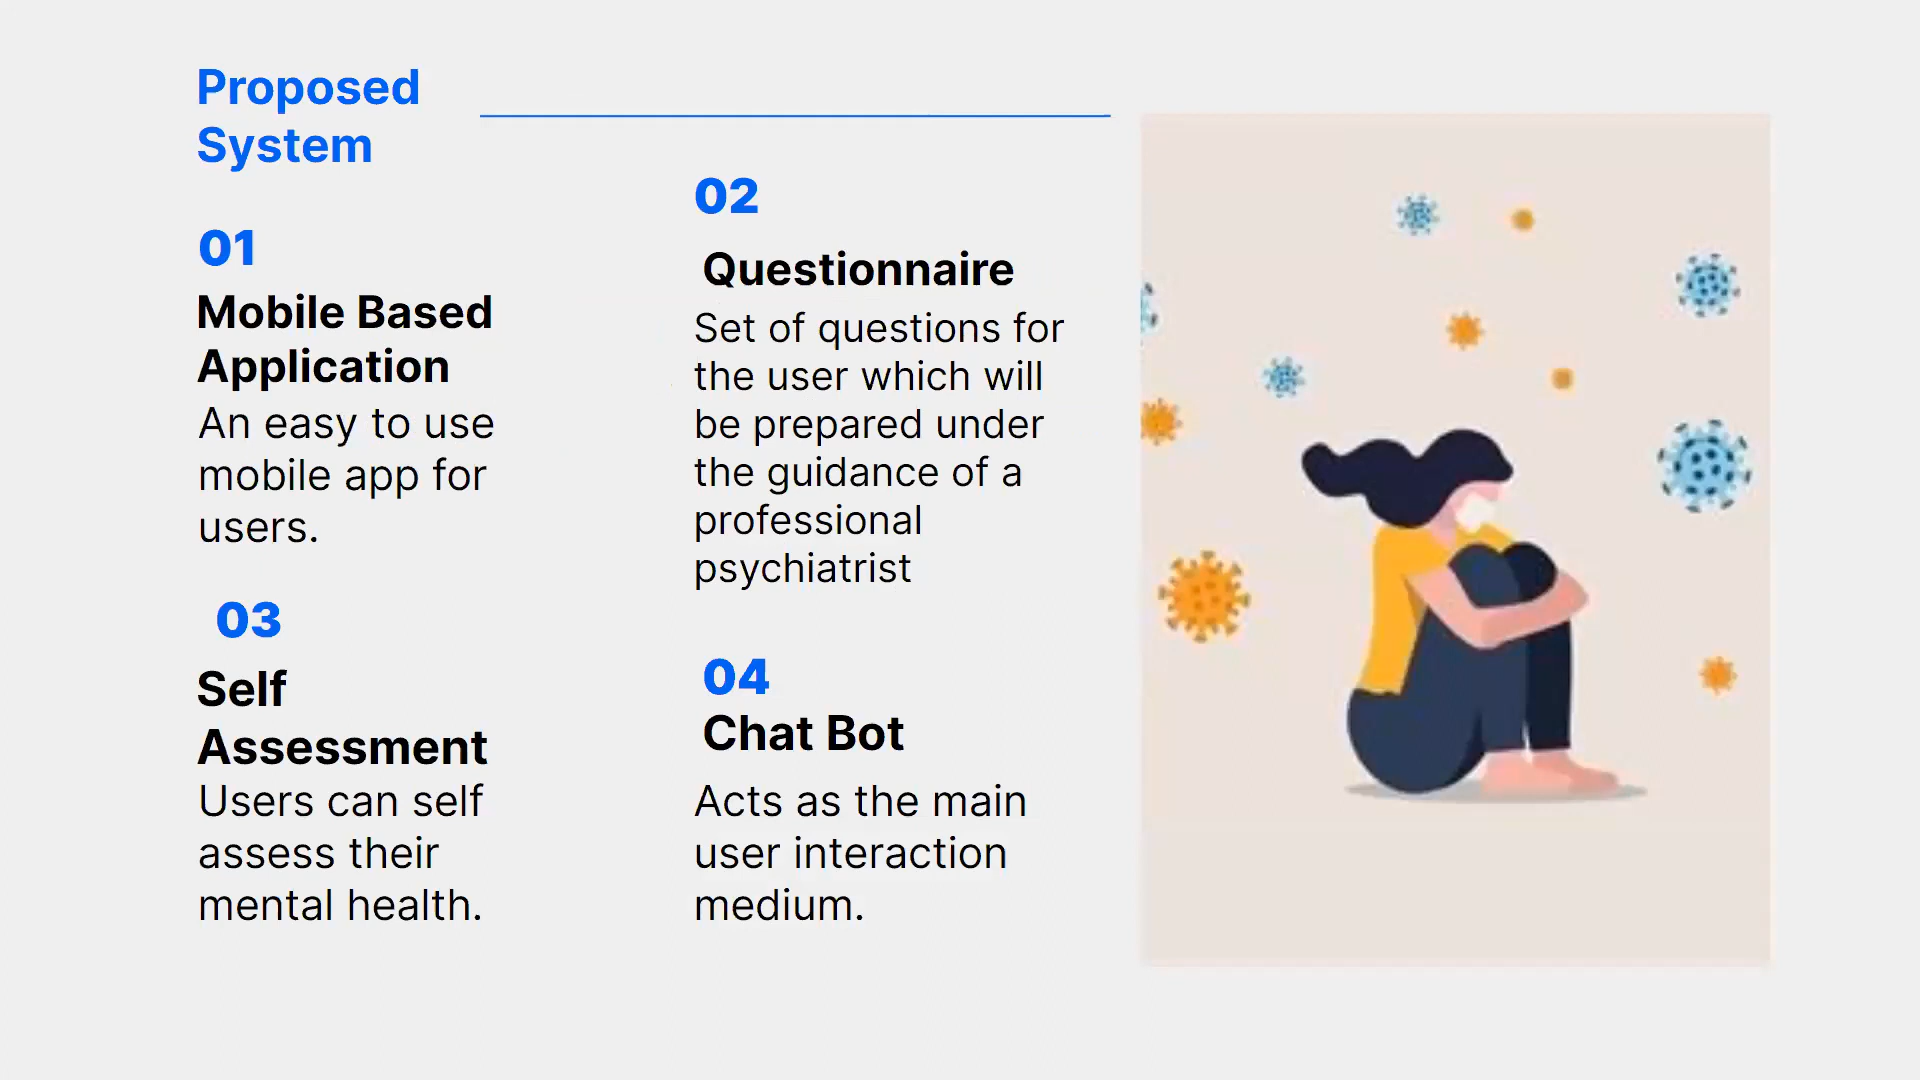 Proposed
System
01
Mobile Based
Application
An easy to use
mobile app for
users.
02
Questionnaire
Set of questions for
the user which will
be prepared under
the guidance of a
professional
psychiatrist
03
Self
Assessment
Users can self
assess their
mental health.
04
Chat Bot
Acts as the main
user interaction
medium.